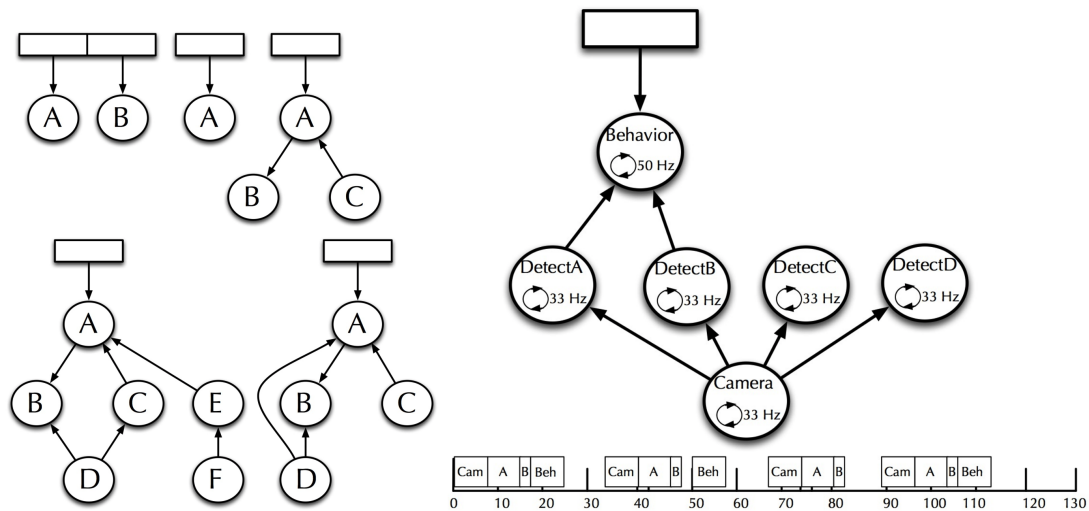 A B A A
B C
A
B C E
D F
A
B C
D
Behavior
50 Hz
DetectA DetectB DetectC DetectD
33 Hz 33 Hz 33 Hz 33 Hz
Camera
33 Hz
Cam A B Beh Cam A B Beh Cam A B Cam A B Beh
0 10 20 30 40 50 60 70 80 90 100 110 120 130